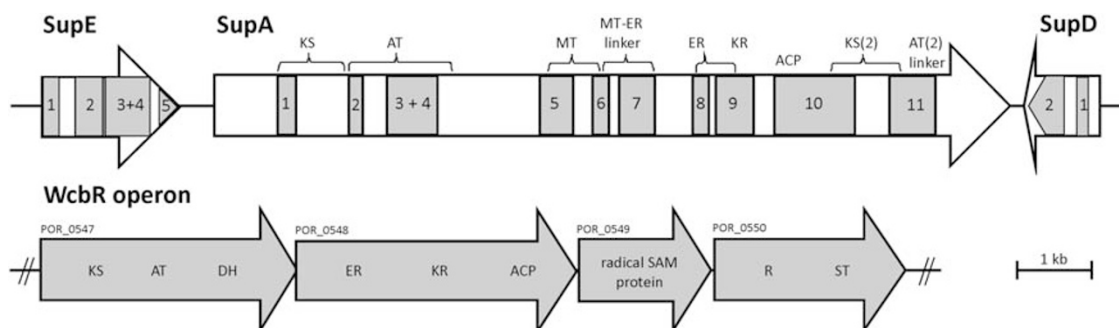 SupE SupA SupD
KS AT MT MT-ER linker ER KR ACP KS(2) AT(2) linker
1 2 3+4 5 1 2 3 + 4 5 6 7 8 9 10 11 2 1
WcbR operon
POR_0547 POR_0548 POR_0549 POR_0550
KS AT DH ER KR ACP radical SAM protein R ST
1 kb